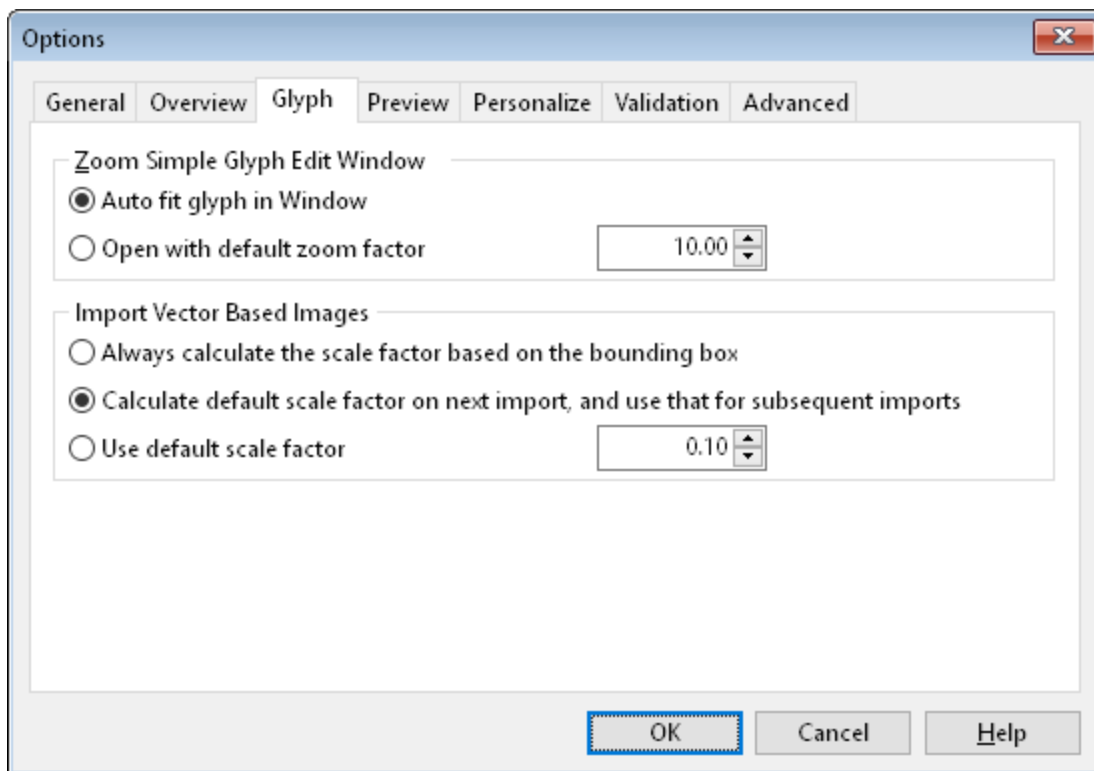 Options
General Overview Glyph Preview Personalize Validation Advanced
Zoom Simple Glyph Edit Window
Auto fit glyph in Window
Open with default zoom factor 10.00
Import Vector Based Images
Always calculate the scale factor based on the bounding box
Calculate default scale factor on next import, and use that for subsequent imports
Use default scale factor 0.10
OK Cancel Help